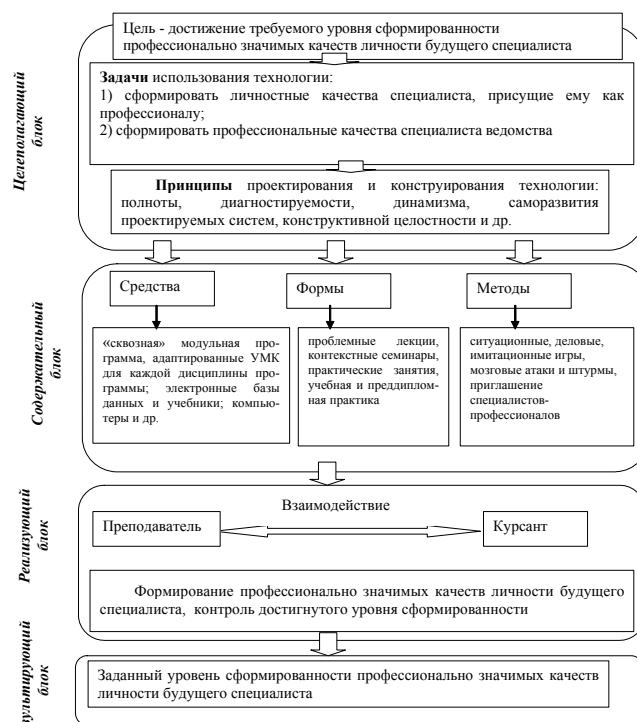 Цель - достижение требуемого уровня сформированности
профессионально значимых качеств личности будущего специалиста
Целеполагающий
блок
Задачи использования технологии:
1) сформировать личностные качества специалиста, присущие ему как
профессионалу;
2) сформировать профессиональные качества специалиста ведомства
Принципы проектирования и конструирования технологии:
полноты, диагностируемости, динамизма, саморазвития
проектируемых систем, конструктивной целостности и др.
Содержательный
блок
Средства
Формы
Методы
«сквозная» модульная про-
грамма, адаптированные УМК
для каждой дисциплины
программы; электронные базы
данных и учебники; компью-
теры и др.
проблемные лекции,
контекстные семинары,
практические занятия,
учебная и преддиплом-
ная практика
ситуационные, деловые,
имитационные игры,
мозговые атаки и штурмы,
приглашение
специалистов-
профессионалов
Реализующий
блок
Взаимодействие
Преподаватель
Курсант
Формирование профессионально значимых качеств личности будущего
специалиста, контроль достигнутого уровня сформированности
ультирующий
блок
Заданный уровень сформированности профессионально значимых качеств
личности будущего специалиста